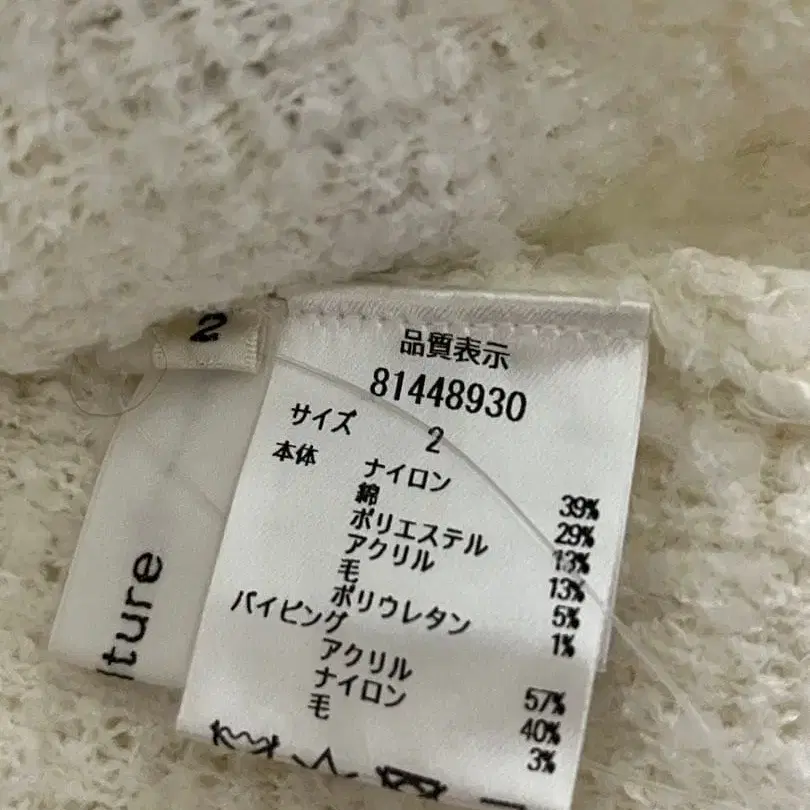 2
lture
品質表示
81448930
サイズ 2
本体
ナイロン 39%
綿 29%
ポリエステル 13%
アクリル 13%
毛 5%
ポリウレタン 1%
パイピング
アクリル 57%
ナイロン 40%
毛 3%